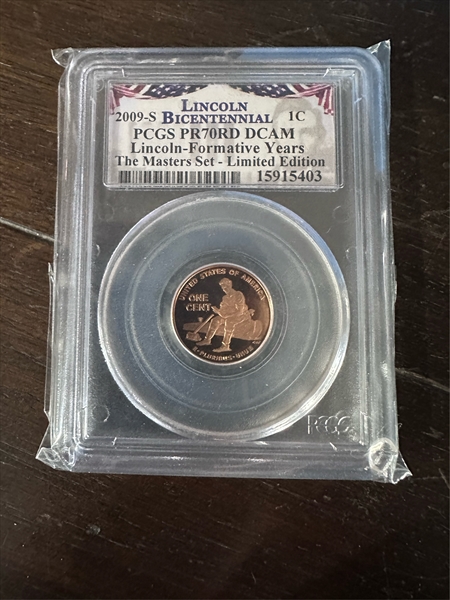 LINCOLN
2009-S BICENTENNIAL 1C
PCGS PR70RD DCAM
Lincoln-Formative Years
The Masters Set - Limited Edition
15915403
UNITED STATES OF AMERICA
ONE
CENT
E·PLURIBUS·UNUM
PCGS